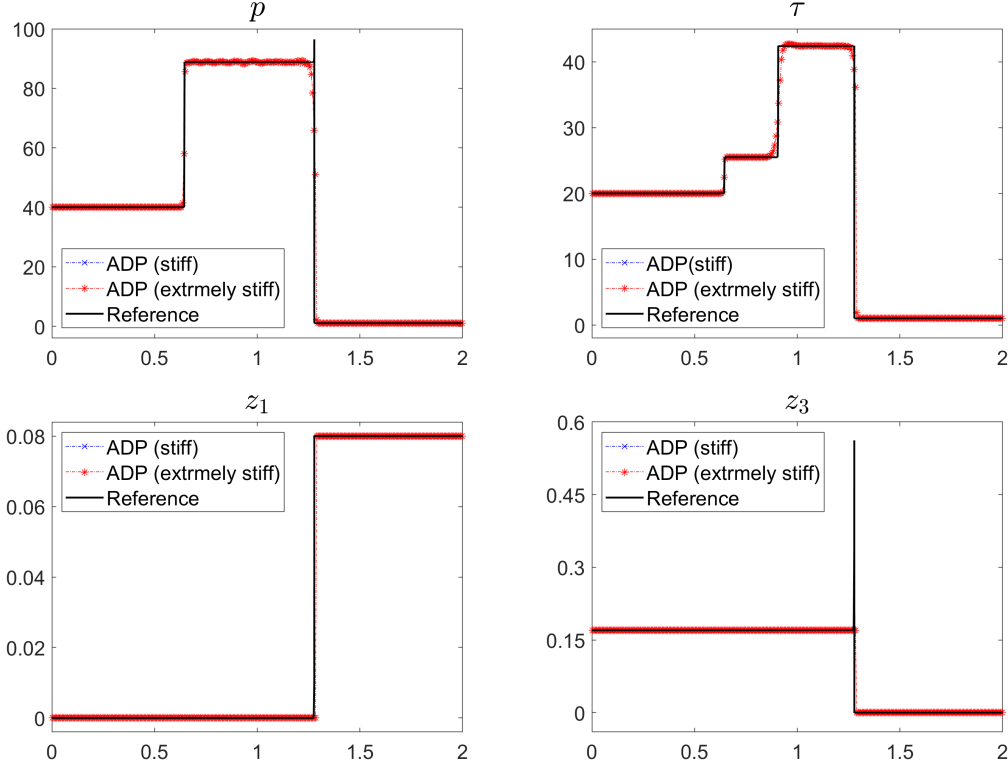 p
100
80
60
40
20
0
ADP (stiff)
ADP (extrmely stiff)
Reference
0 0.5 1 1.5 2
τ
40
30
20
10
0
ADP(stiff)
ADP (extrmely stiff)
Reference
0 0.5 1 1.5 2
z₁
0.08
0.06
0.04
0.02
0
ADP (stiff)
ADP (extrmely stiff)
Reference
0 0.5 1 1.5 2
z₃
0.6
0.45
0.3
0.15
0
ADP (stiff)
ADP (extrmely stiff)
Reference
0 0.5 1 1.5 2